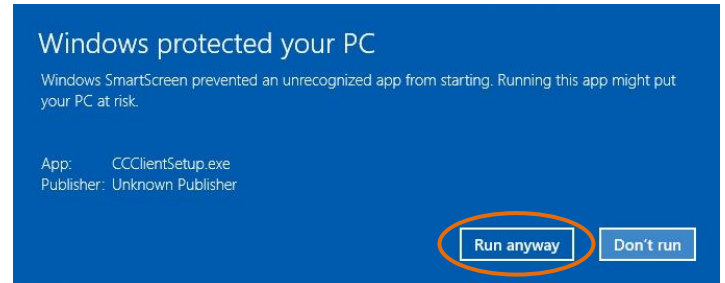 Windows protected your PC
Windows SmartScreen prevented an unrecognized app from starting. Running this app might put
your PC at risk.
App: CCClientSetup.exe
Publisher: Unknown Publisher
Run anyway Don't run